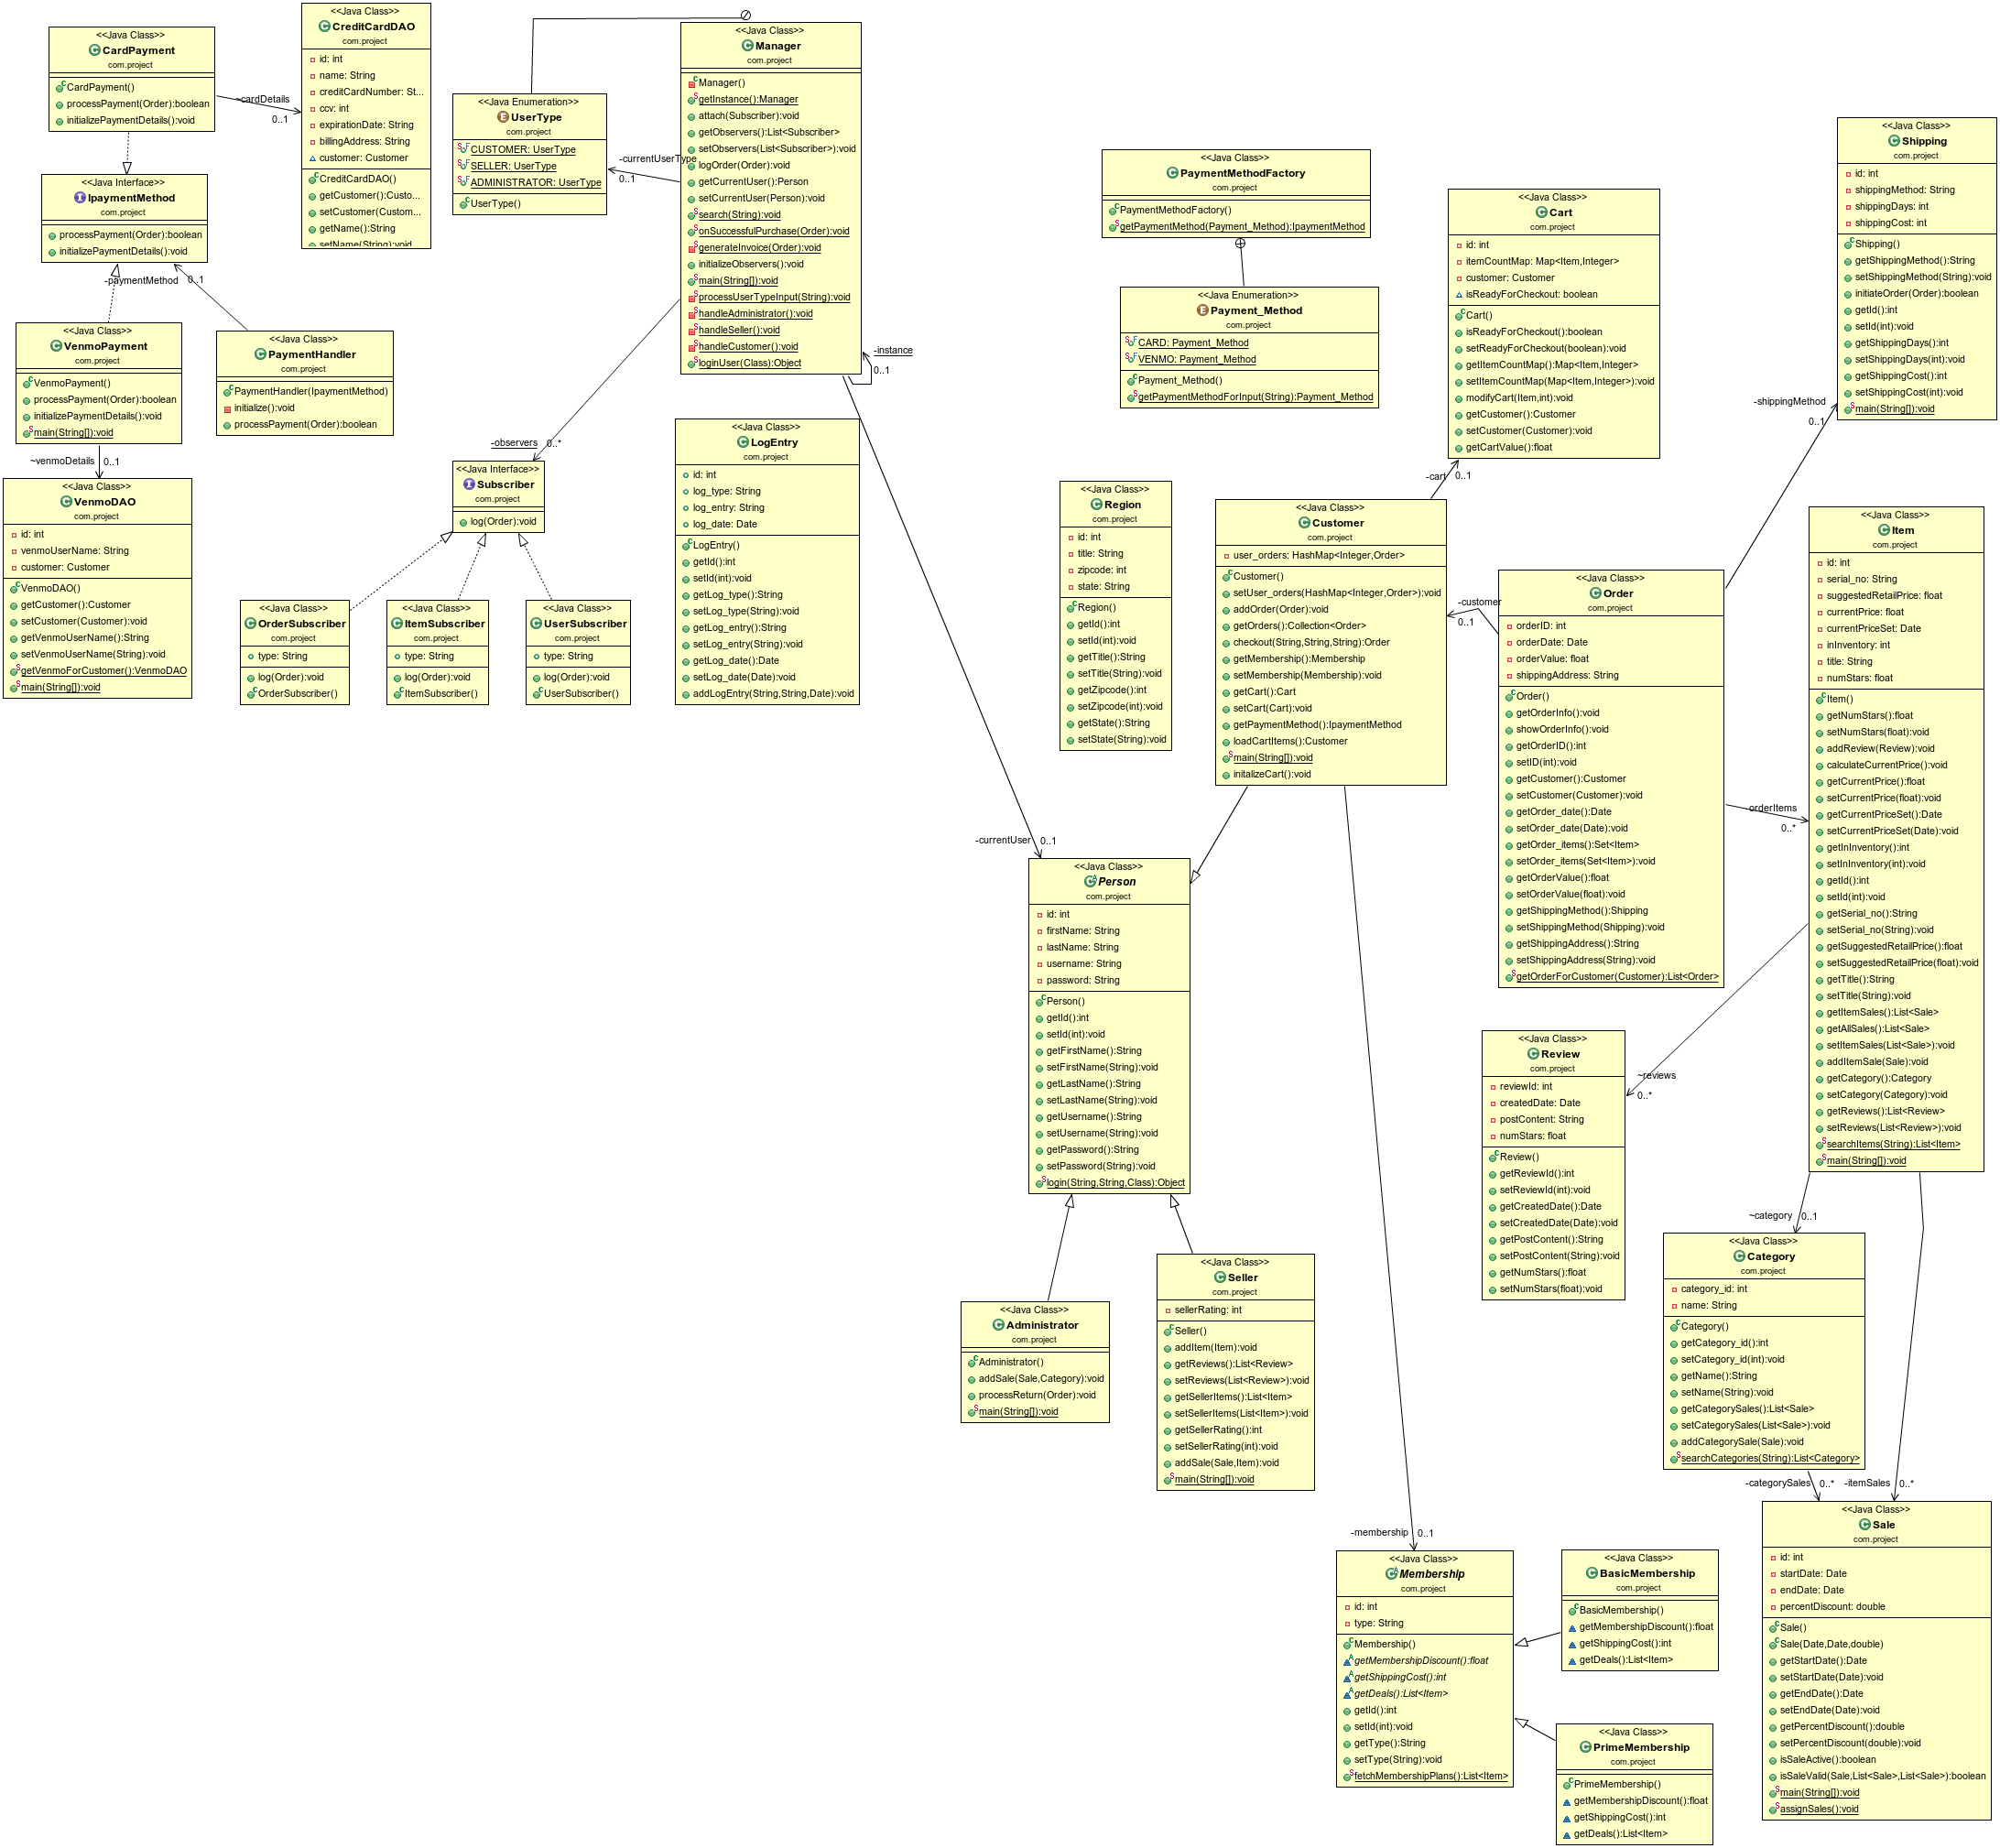 <<Java Class>>
CardPayment
com.project
CardPayment()
processPayment(Order):boolean
initializePaymentDetails():void
~cardDetails
0..1
<<Java Class>>
CreditCardDAO
com.project
id: int
name: String
creditCardNumber: St...
ccv: int
expirationDate: String
billingAddress: String
customer: Customer
CreditCardDAO()
getCustomer():Custo...
setCustomer(Custom...
getName():String
setName(String):void
<<Java Interface>>
IpaymentMethod
com.project
processPayment(Order):boolean
initializePaymentDetails():void
-paymentMethod
0..1
<<Java Class>>
VenmoPayment
com.project
VenmoPayment()
processPayment(Order):boolean
initializePaymentDetails():void
main(String[]):void
~venmoDetails
0..1
<<Java Class>>
PaymentHandler
com.project
PaymentHandler(IpaymentMethod)
initialize():void
processPayment(Order):boolean
<<Java Class>>
VenmoDAO
com.project
id: int
venmoUserName: String
customer: Customer
VenmoDAO()
getCustomer():Customer
setCustomer(Customer):void
getVenmoUserName():String
setVenmoUserName(String):void
getVenmoForCustomer():VenmoDAO
main(String[]):void
<<Java Enumeration>>
UserType
com.project
CUSTOMER: UserType
SELLER: UserType
ADMINISTRATOR: UserType
UserType()
-currentUserType
0..1
<<Java Class>>
Manager
com.project
Manager()
getInstance():Manager
attach(Subscriber):void
getObservers():List<Subscriber>
setObservers(List<Subscriber>):void
logOrder(Order):void
getCurrentUser():Person
setCurrentUser(Person):void
search(String):void
onSuccessfulPurchase(Order):void
generateInvoice(Order):void
initializeObservers():void
main(String[]):void
processUserTypeInput(String):void
handleAdministrator():void
handleSeller():void
handleCustomer():void
loginUser(Class):Object
-instance
0..1
-observers
0..*
<<Java Interface>>
Subscriber
com.project
log(Order):void
<<Java Class>>
OrderSubscriber
com.project
type: String
log(Order):void
OrderSubscriber()
<<Java Class>>
ItemSubscriber
com.project
type: String
log(Order):void
ItemSubscriber()
<<Java Class>>
UserSubscriber
com.project
type: String
log(Order):void
UserSubscriber()
<<Java Class>>
LogEntry
com.project
id: int
log_type: String
log_entry: String
log_date: Date
LogEntry()
getId():int
setId(int):void
getLog_type():String
setLog_type(String):void
getLog_entry():String
setLog_entry(String):void
getLog_date():Date
setLog_date(Date):void
addLogEntry(String,String,Date):void
<<Java Class>>
PaymentMethodFactory
com.project
PaymentMethodFactory()
getPaymentMethod(Payment_Method):IpaymentMethod
<<Java Enumeration>>
Payment_Method
com.project
CARD: Payment_Method
VENMO: Payment_Method
Payment_Method()
getPaymentMethodForInput(String):Payment_Method
<<Java Class>>
Cart
com.project
id: int
itemCountMap: Map<Item,Integer>
customer: Customer
isReadyForCheckout: boolean
Cart()
isReadyForCheckout():boolean
setReadyForCheckout(boolean):void
getItemCountMap():Map<Item,Integer>
setItemCountMap(Map<Item,Integer>):void
modifyCart(Item,int):void
getCustomer():Customer
setCustomer(Customer):void
getCartValue():float
-cart
0..1
<<Java Class>>
Shipping
com.project
id: int
shippingMethod: String
shippingDays: int
shippingCost: int
Shipping()
getShippingMethod():String
setShippingMethod(String):void
initiateOrder(Order):boolean
getId():int
setId(int):void
getShippingDays():int
setShippingDays(int):void
getShippingCost():int
setShippingCost(int):void
main(String[]):void
-shippingMethod
0..1
<<Java Class>>
Region
com.project
id: int
title: String
zipcode: int
state: String
Region()
getId():int
setId(int):void
getTitle():String
setTitle(String):void
getZipcode():int
setZipcode(int):void
getState():String
setState(String):void
<<Java Class>>
Customer
com.project
user_orders: HashMap<Integer,Order>
Customer()
setUser_orders(HashMap<Integer,Order>):void
addOrder(Order):void
getOrders():Collection<Order>
checkout(String,String,String):Order
getMembership():Membership
setMembership(Membership):void
getCart():Cart
setCart(Cart):void
getPaymentMethod():IpaymentMethod
loadCartItems():Customer
main(String[]):void
initalizeCart():void
-customer
0..1
<<Java Class>>
Order
com.project
orderID: int
orderDate: Date
orderValue: float
shippingAddress: String
Order()
getOrderInfo():void
showOrderInfo():void
getOrderID():int
setID(int):void
getCustomer():Customer
setCustomer(Customer):void
getOrder_date():Date
setOrder_date(Date):void
getOrder_items():Set<Item>
setOrder_items(Set<Item>):void
getOrderValue():float
setOrderValue(float):void
getShippingMethod():Shipping
setShippingMethod(Shipping):void
getShippingAddress():String
setShippingAddress(String):void
getOrderForCustomer(Customer):List<Order>
-orderItems
0..*
<<Java Class>>
Item
com.project
id: int
serial_no: String
suggestedRetailPrice: float
currentPrice: float
currentPriceSet: Date
inInventory: int
title: String
numStars: float
Item()
getNumStars():float
setNumStars(float):void
addReview(Review):void
calculateCurrentPrice():void
getCurrentPrice():float
setCurrentPrice(float):void
getCurrentPriceSet():Date
setCurrentPriceSet(Date):void
getInInventory():int
setInInventory(int):void
getId():int
setId(int):void
getSerial_no():String
setSerial_no(String):void
getSuggestedRetailPrice():float
setSuggestedRetailPrice(float):void
getTitle():String
setTitle(String):void
getItemSales():List<Sale>
getAllSales():List<Sale>
setItemSales(List<Sale>):void
addItemSale(Sale):void
getCategory():Category
setCategory(Category):void
getReviews():List<Review>
setReviews(List<Review>):void
searchItems(String):List<Item>
main(String[]):void
-currentUser
0..1
<<Java Class>>
Person
com.project
id: int
firstName: String
lastName: String
username: String
password: String
Person()
getId():int
setId(int):void
getFirstName():String
setFirstName(String):void
getLastName():String
setLastName(String):void
getUsername():String
setUsername(String):void
getPassword():String
setPassword(String):void
login(String,String,Class):Object
<<Java Class>>
Administrator
com.project
Administrator()
addSale(Sale,Category):void
processReturn(Order):void
main(String[]):void
<<Java Class>>
Seller
com.project
sellerRating: int
Seller()
addItem(Item):void
getReviews():List<Review>
setReviews(List<Review>):void
getSellerItems():List<Item>
setSellerItems(List<Item>):void
getSellerRating():int
setSellerRating(int):void
addSale(Sale,Item):void
main(String[]):void
~reviews
0..*
<<Java Class>>
Review
com.project
reviewId: int
createdDate: Date
postContent: String
numStars: float
Review()
getReviewId():int
setReviewId(int):void
getCreatedDate():Date
setCreatedDate(Date):void
getPostContent():String
setPostContent(String):void
getNumStars():float
setNumStars(float):void
~category
0..1
<<Java Class>>
Category
com.project
category_id: int
name: String
Category()
getCategory_id():int
setCategory_id(int):void
getName():String
setName(String):void
getCategorySales():List<Sale>
setCategorySales(List<Sale>):void
addCategorySale(Sale):void
searchCategories(String):List<Category>
-categorySales
0..*
-itemSales
0..*
<<Java Class>>
Sale
com.project
id: int
startDate: Date
endDate: Date
percentDiscount: double
Sale()
Sale(Date,Date,double)
getStartDate():Date
setStartDate(Date):void
getEndDate():Date
setEndDate(Date):void
getPercentDiscount():double
setPercentDiscount(double):void
isSaleActive():boolean
isSaleValid(Sale,List<Sale>,List<Sale>):boolean
main(String[]):void
assignSales():void
-membership
0..1
<<Java Class>>
Membership
com.project
id: int
type: String
Membership()
getMembershipDiscount():float
getShippingCost():int
getDeals():List<Item>
getId():int
setId(int):void
getType():String
setType(String):void
fetchMembershipPlans():List<Item>
<<Java Class>>
BasicMembership
com.project
BasicMembership()
getMembershipDiscount():float
getShippingCost():int
getDeals():List<Item>
<<Java Class>>
PrimeMembership
com.project
PrimeMembership()
getMembershipDiscount():float
getShippingCost():int
getDeals():List<Item>